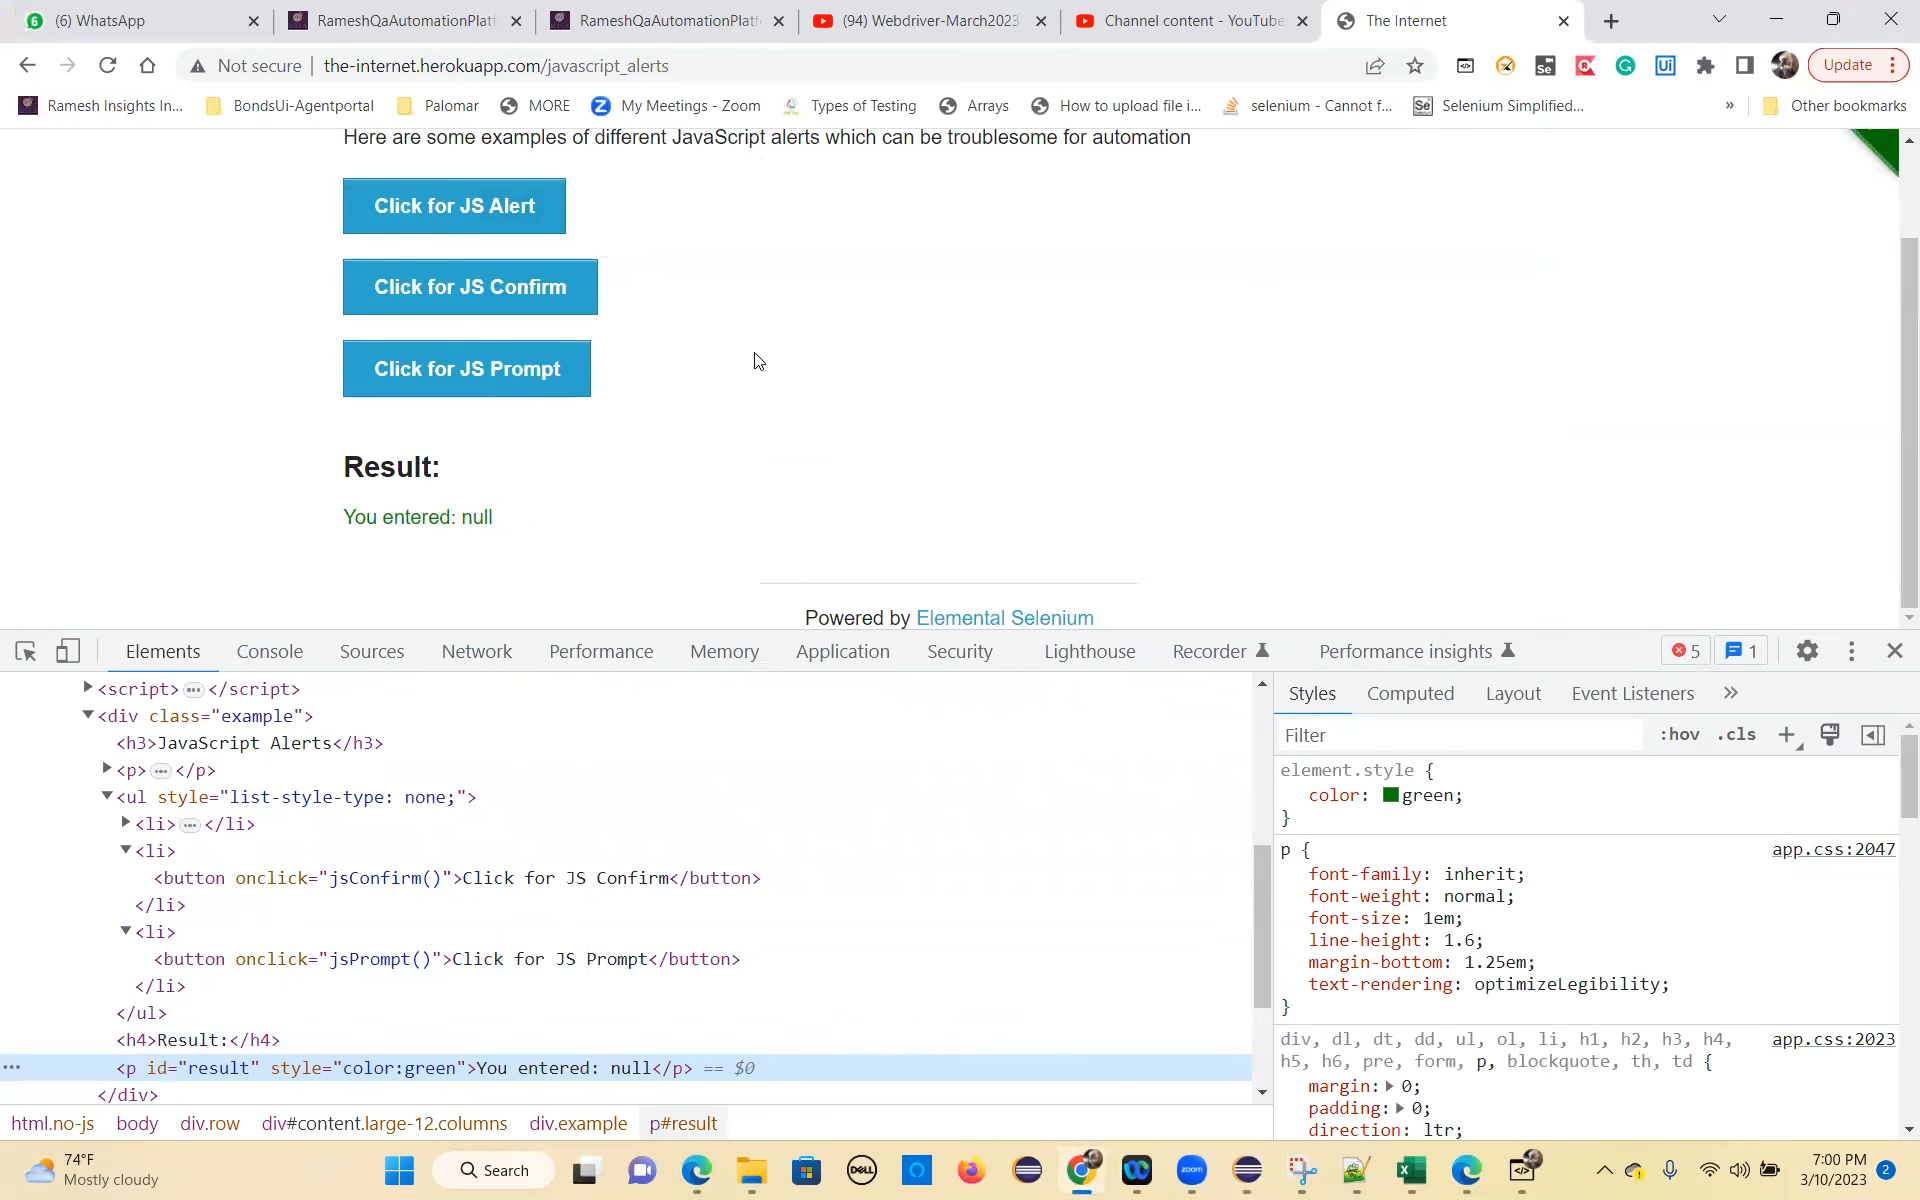 (6) WhatsApp
RameshQaAutomationPlatf
RameshQaAutomationPlatfo
(94) Webdriver-March2023
Channel content - YouTube
The Internet
Not secure | the-internet.herokuapp.com/javascript_alerts
Update
Ramesh Insights In...
BondsUi-Agentportal
Palomar
MORE
My Meetings - Zoom
Types of Testing
Arrays
How to upload file i...
selenium - Cannot f...
Selenium Simplified...
»
Other bookmarks
Here are some examples of different JavaScript alerts which can be troublesome for automation
Click for JS Alert
Click for JS Confirm
Click for JS Prompt
Result:
You entered: null
Powered by Elemental Selenium
Elements Console Sources Network Performance Memory Application Security Lighthouse Recorder Performance insights 5 1
<script> ••• </script>
<div class="example">
<h3>JavaScript Alerts</h3>
<p> ••• </p>
<ul style="list-style-type: none;">
<li> ••• </li>
<li>
<button onclick="jsConfirm()">Click for JS Confirm</button>
</li>
<li>
<button onclick="jsPrompt()">Click for JS Prompt</button>
</li>
</ul>
<h4>Result:</h4>
••• <p id="result" style="color:green">You entered: null</p> == $0
</div>
html.no-js body div.row div#content.large-12.columns div.example p#result
Styles Computed Layout Event Listeners »
Filter :hov .cls +
element.style {
color: green;
}
p { app.css:2047
font-family: inherit;
font-weight: normal;
font-size: 1em;
line-height: 1.6;
margin-bottom: 1.25em;
text-rendering: optimizeLegibility;
}
div, dl, dt, dd, ul, ol, li, h1, h2, h3, h4, app.css:2023
h5, h6, pre, form, p, blockquote, th, td {
margin: 0;
padding: 0;
direction: ltr;
74°F
Mostly cloudy
Search
DELL
zoom
7:00 PM
3/10/2023
2